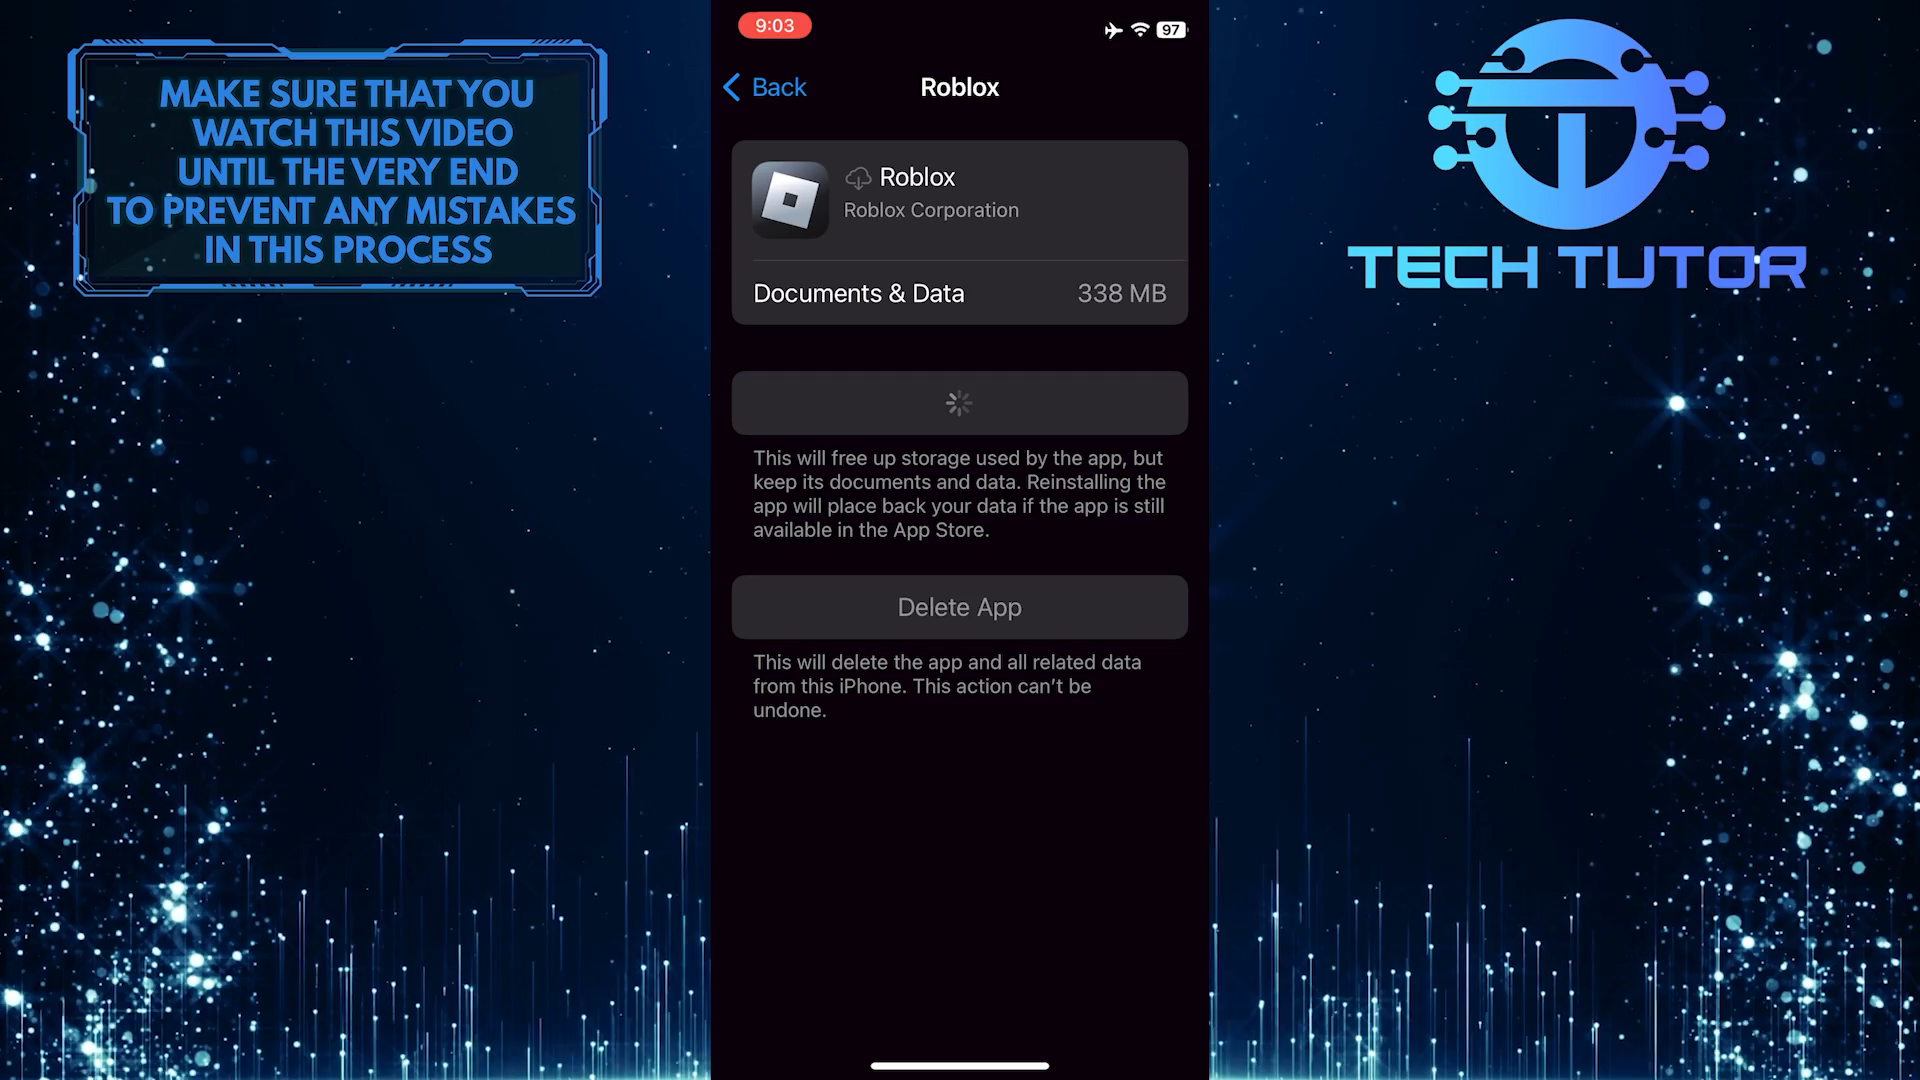 MAKE SURE THAT YOU
WATCH THIS VIDEO
UNTIL THE VERY END
TO PREVENT ANY MISTAKES
IN THIS PROCESS
9:03
97
Back
Roblox
Roblox
Roblox Corporation
Documents & Data
338 MB
This will free up storage used by the app, but
keep its documents and data. Reinstalling the
app will place back your data if the app is still
available in the App Store.
Delete App
This will delete the app and all related data
from this iPhone. This action can't be
undone.
TECH TUTOR